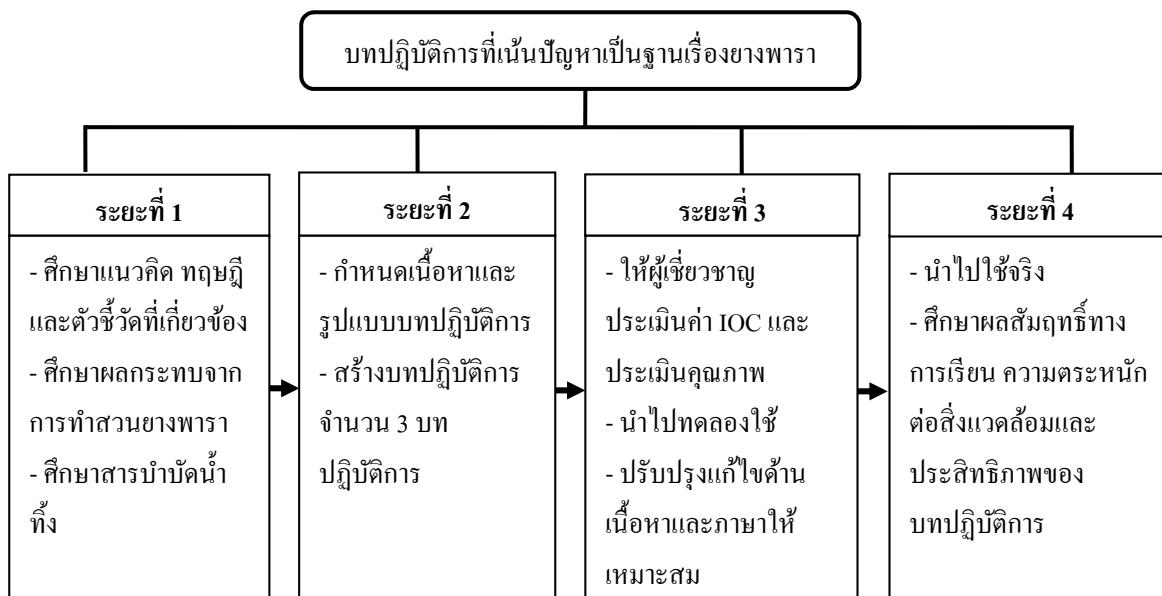 บทปฏิบัติการที่เน้นปัญหาเป็นฐานเรื่องยางพารา
ระยะที่ 1
- ศึกษาแนวคิด ทฤษฎี
และตัวชี้วัดที่เกี่ยวข้อง
- ศึกษาผลกระทบจาก
การทำสวนยางพารา
- ศึกษาสารบำบัดน้ำ
ทิ้ง
ระยะที่ 2
- กำหนดเนื้อหาและ
รูปแบบบทปฏิบัติการ
- สร้างบทปฏิบัติการ
จำนวน 3 บท
ปฏิบัติการ
ระยะที่ 3
- ให้ผู้เชี่ยวชาญ
ประเมินค่า IOC และ
ประเมินคุณภาพ
- นำไปทดลองใช้
- ปรับปรุงแก้ไขด้าน
เนื้อหาและภาษาให้
เหมาะสม
ระยะที่ 4
- นำไปใช้จริง
- ศึกษาผลสัมฤทธิ์ทาง
การเรียน ความตระหนัก
ต่อสิ่งแวดล้อมและ
ประสิทธิภาพของ
บทปฏิบัติการ